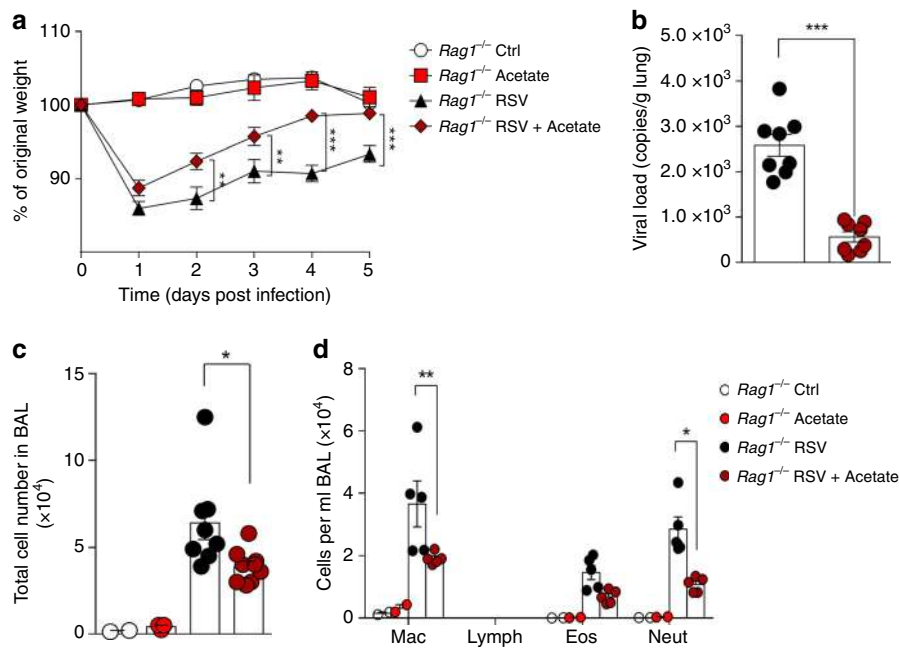 a
110
100
90
% of original weight
0 1 2 3 4 5
Time (days post infection)
**
**
***
***
Rag1⁻/⁻ Ctrl
Rag1⁻/⁻ Acetate
Rag1⁻/⁻ RSV
Rag1⁻/⁻ RSV + Acetate
b
***
5.0 ×10³
4.0 ×10³
3.0 ×10³
2.0 ×10³
1.0 ×10³
0
Viral load (copies/g lung)
c
*
15
10
5
0
Total cell number in BAL
(×10⁴)
d
8
6
4
2
0
Cells per ml BAL (×10⁴)
**
*
Mac Lymph Eos Neut
Rag1⁻/⁻ Ctrl
Rag1⁻/⁻ Acetate
Rag1⁻/⁻ RSV
Rag1⁻/⁻ RSV + Acetate